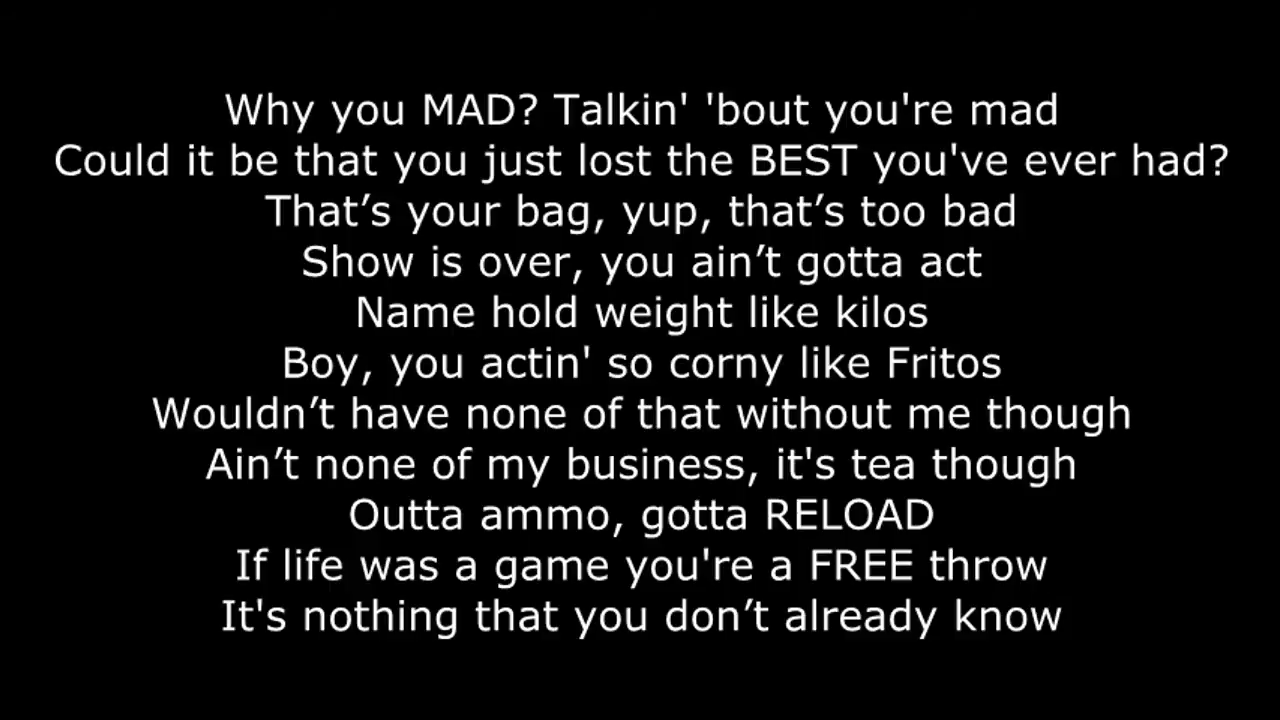 Why you MAD? Talkin' 'bout you're mad
Could it be that you just lost the BEST you've ever had?
That’s your bag, yup, that’s too bad
Show is over, you ain’t gotta act
Name hold weight like kilos
Boy, you actin' so corny like Fritos
Wouldn’t have none of that without me though
Ain’t none of my business, it's tea though
Outta ammo, gotta RELOAD
If life was a game you're a FREE throw
It's nothing that you don’t already know